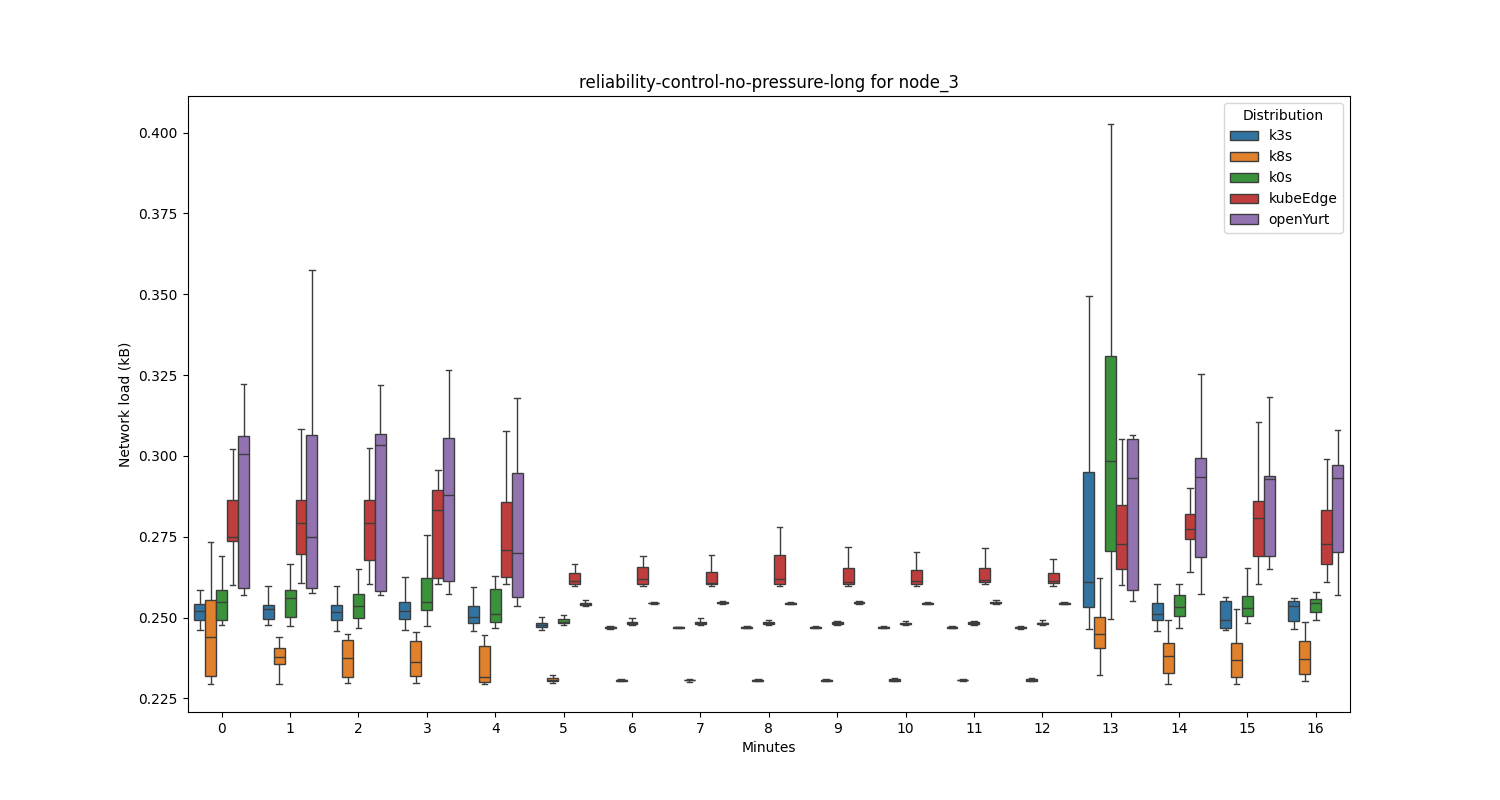 reliability-control-no-pressure-long for node_3
Network load (kB)
0.400
0.375
0.350
0.325
0.300
0.275
0.250
0.225
Distribution
k3s
k8s
k0s
kubeEdge
openYurt
0 1 2 3 4 5 6 7 8 9 10 11 12 13 14 15 16
Minutes